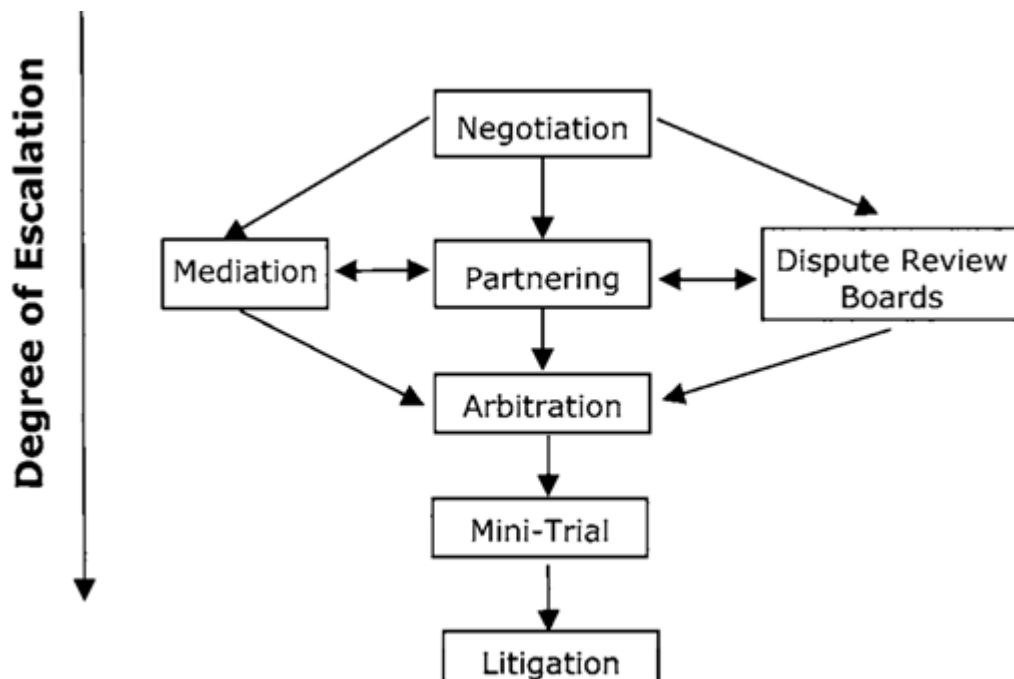 Degree of Escalation
Negotiation
Mediation
Partnering
Dispute Review
Boards
Arbitration
Mini-Trial
Litigation